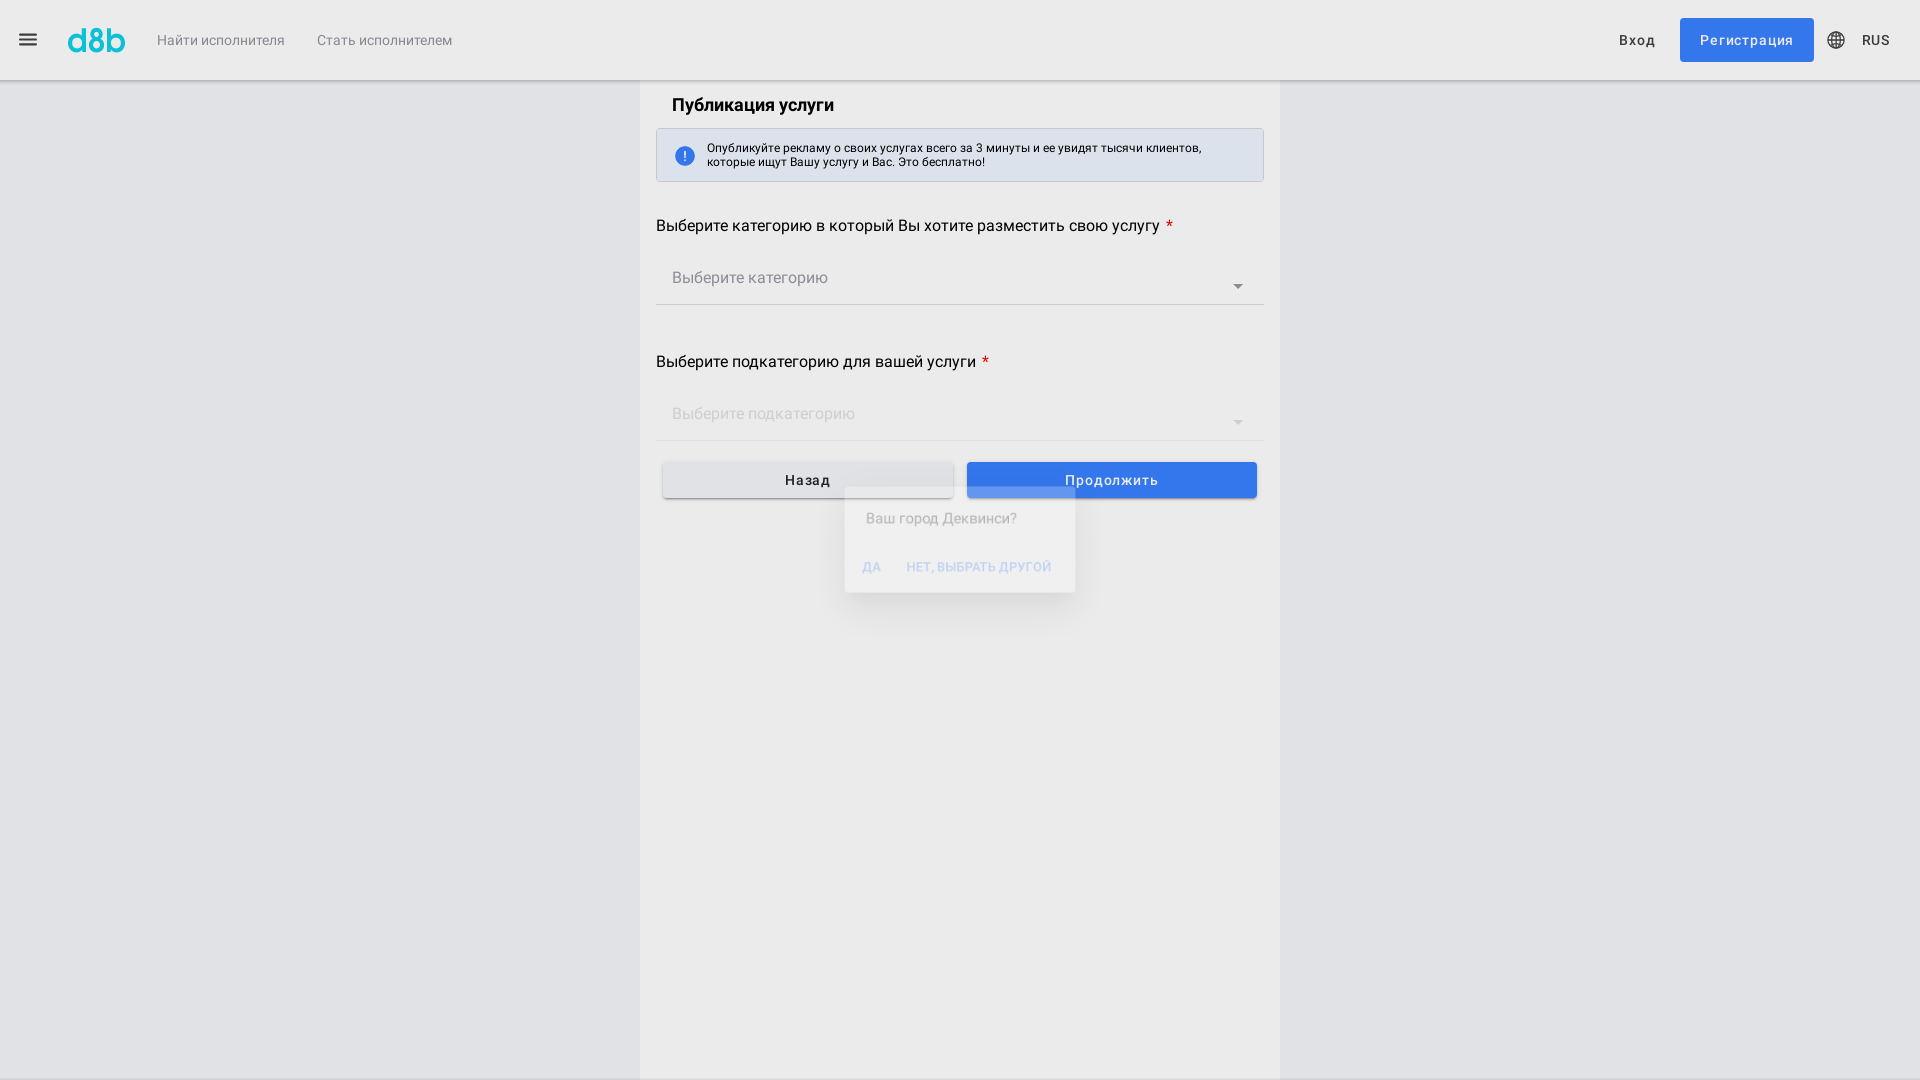 d8b
Найти исполнителя
Стать исполнителем
Вход
Регистрация
RUS
Публикация услуги
Опубликуйте рекламу о своих услугах всего за 3 минуты и ее увидят тысячи клиентов,
которые ищут Вашу услугу и Вас. Это бесплатно!
Выберите категорию в который Вы хотите разместить свою услугу *
Выберите категорию
Выберите подкатегорию для вашей услуги *
Выберите подкатегорию
Назад
Продолжить
Ваш город Деквинси?
ДА
НЕТ, ВЫБРАТЬ ДРУГОЙ